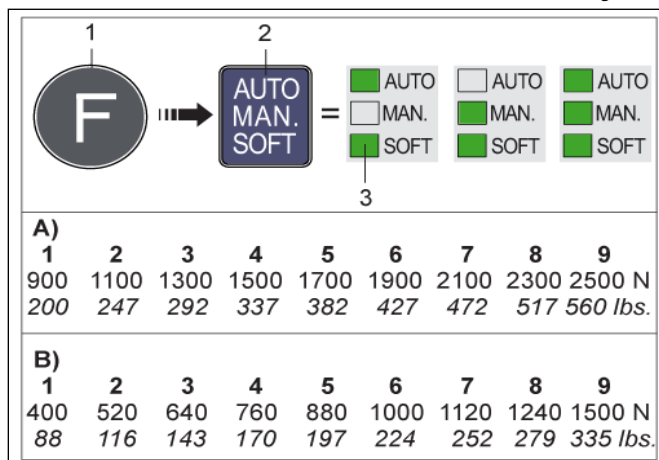 1 2
F AUTO MAN. SOFT = AUTO MAN. SOFT AUTO MAN. SOFT AUTO MAN. SOFT
3
A)
1 2 3 4 5 6 7 8 9
900 1100 1300 1500 1700 1900 2100 2300 2500 N
200 247 292 337 382 427 472 517 560 lbs.
B)
1 2 3 4 5 6 7 8 9
400 520 640 760 880 1000 1120 1240 1500 N
88 116 143 170 197 224 252 279 335 lbs.